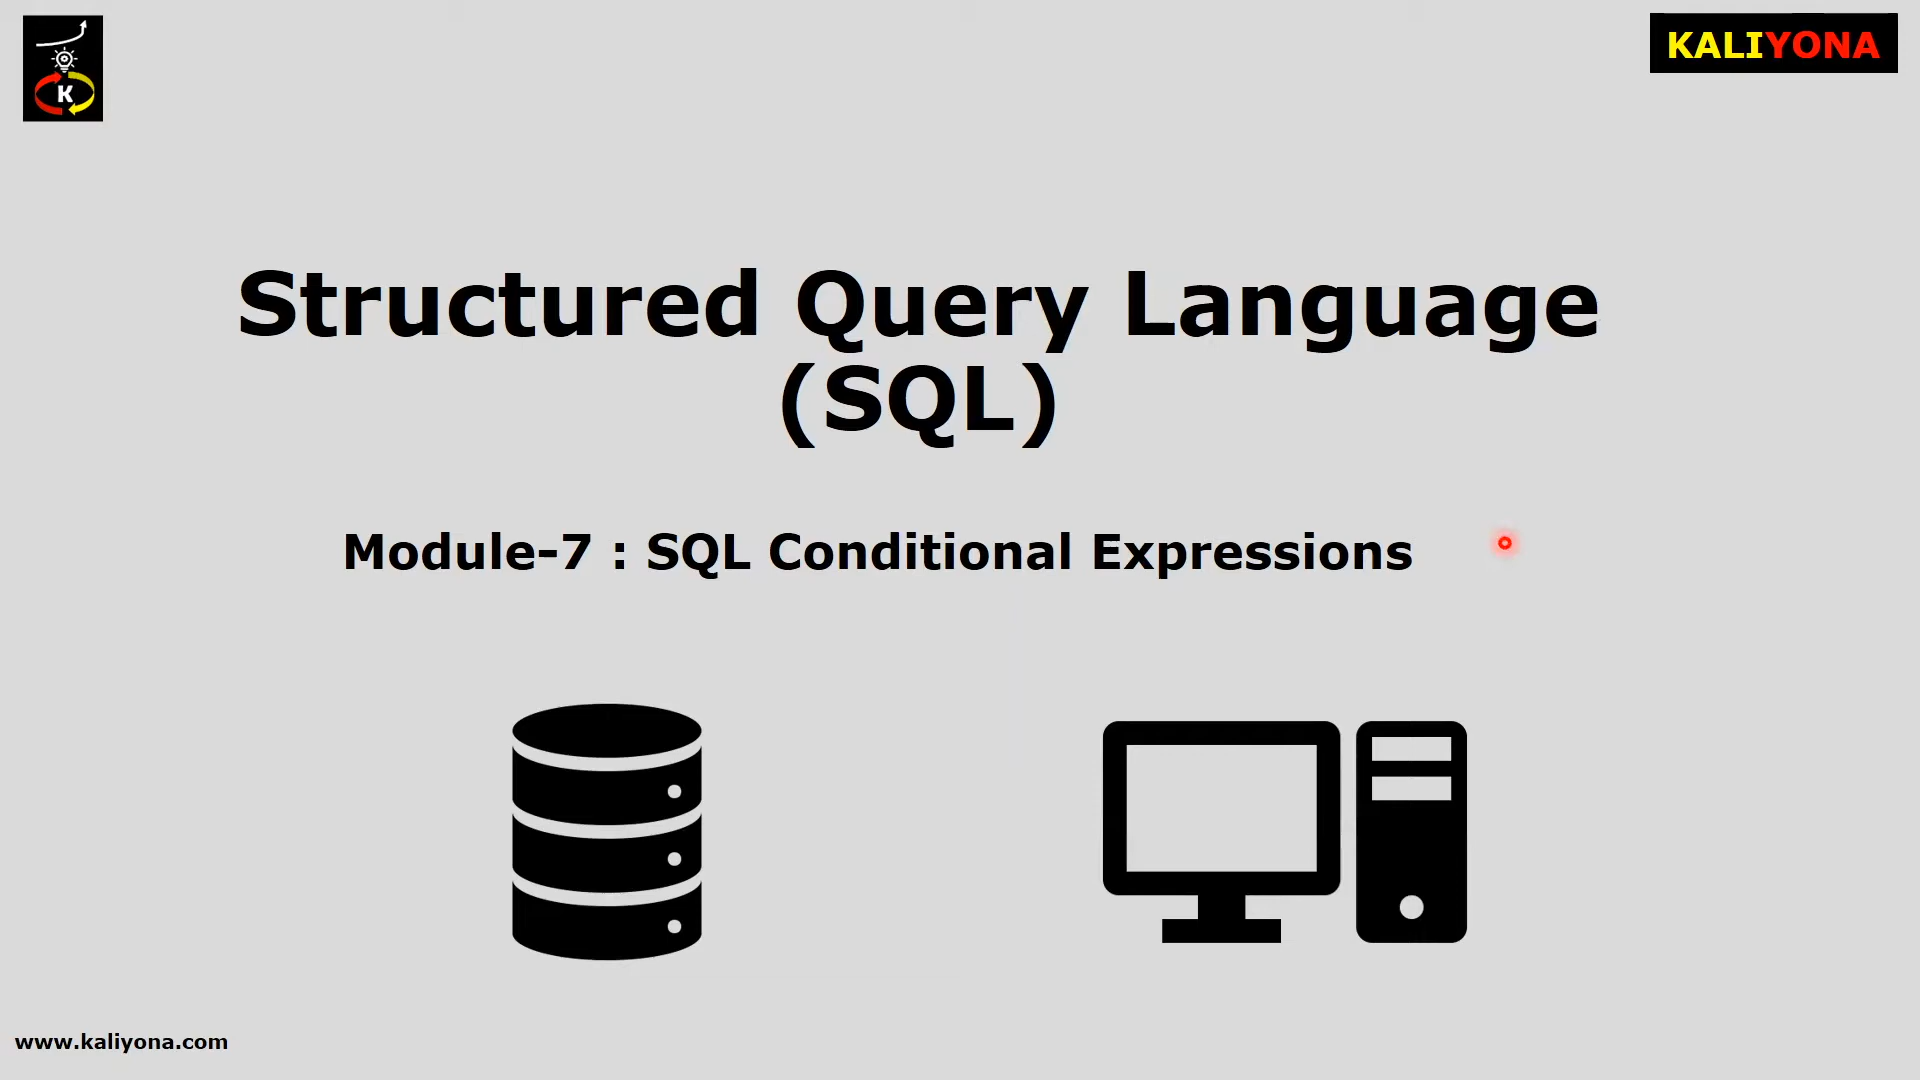 K
KALIYONA
Structured Query Language
(SQL)
Module-7 : SQL Conditional Expressions
www.kaliyona.com